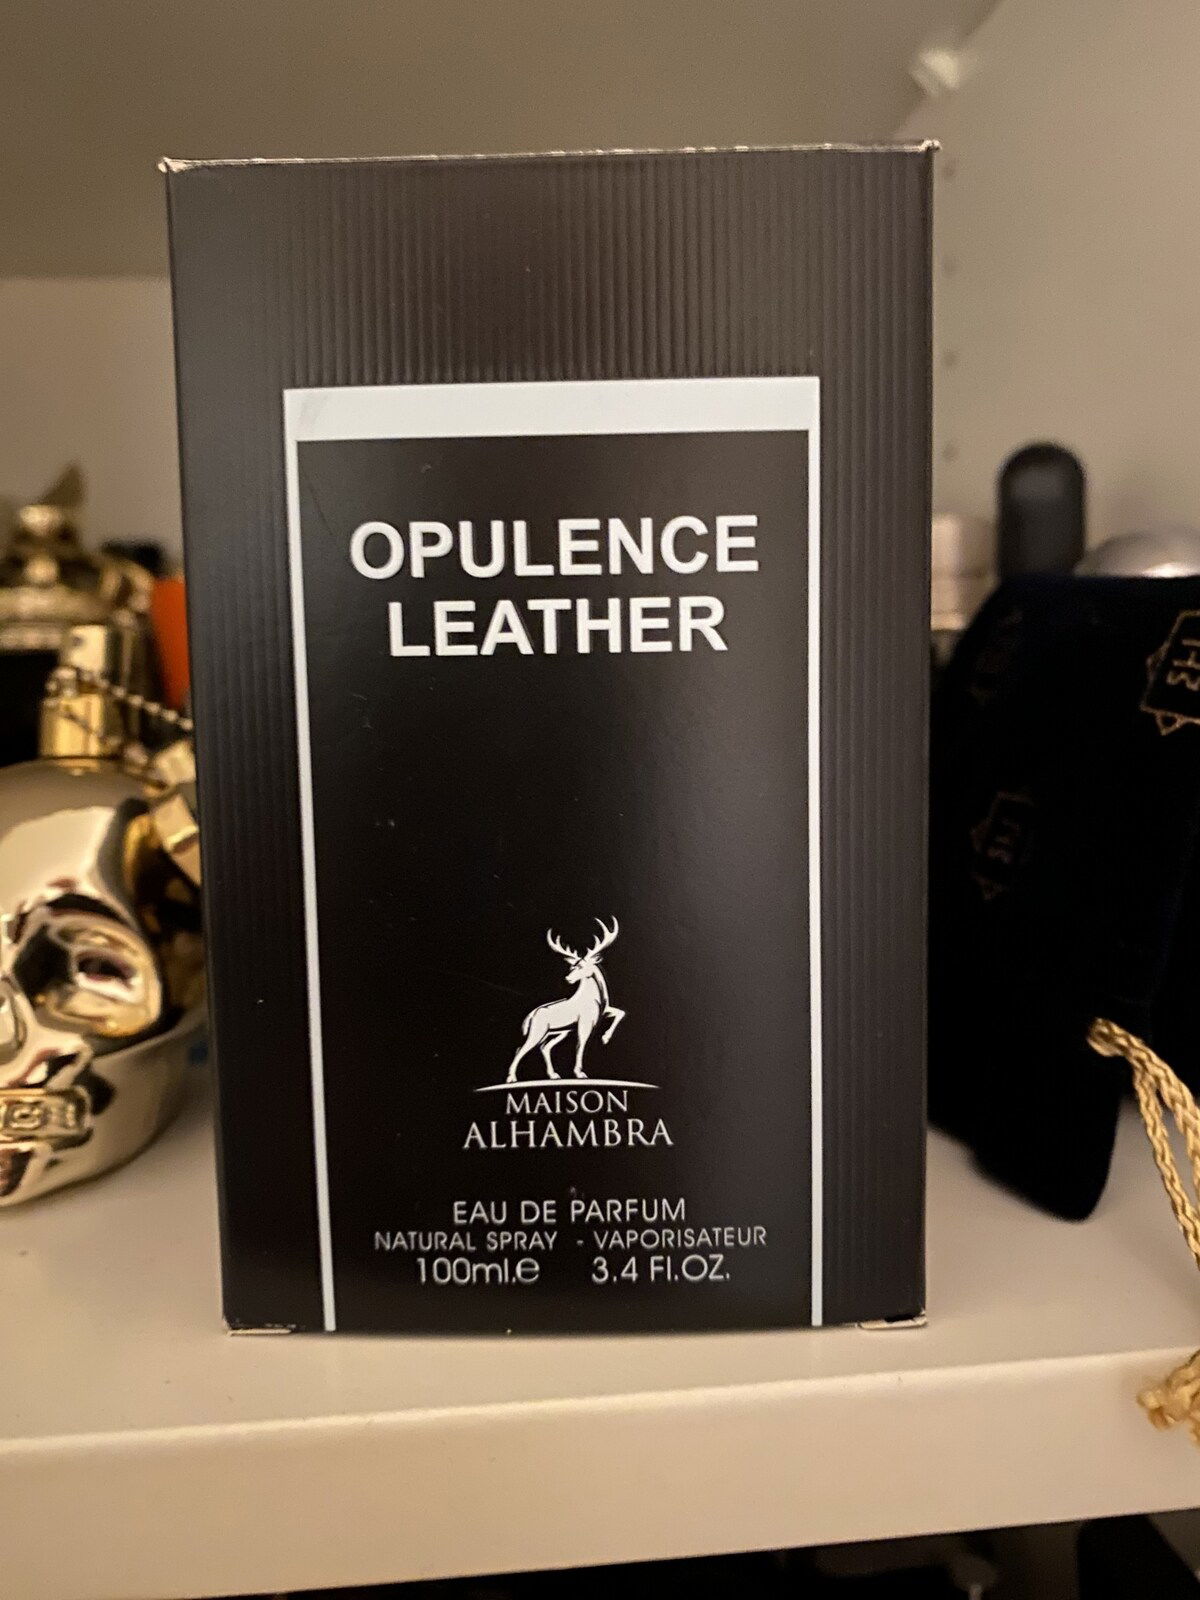 OPULENCE
LEATHER
MAISON
ALHAMBRA
EAU DE PARFUM
NATURAL SPRAY - VAPORISATEUR
100ml.e 3.4 Fl.OZ.